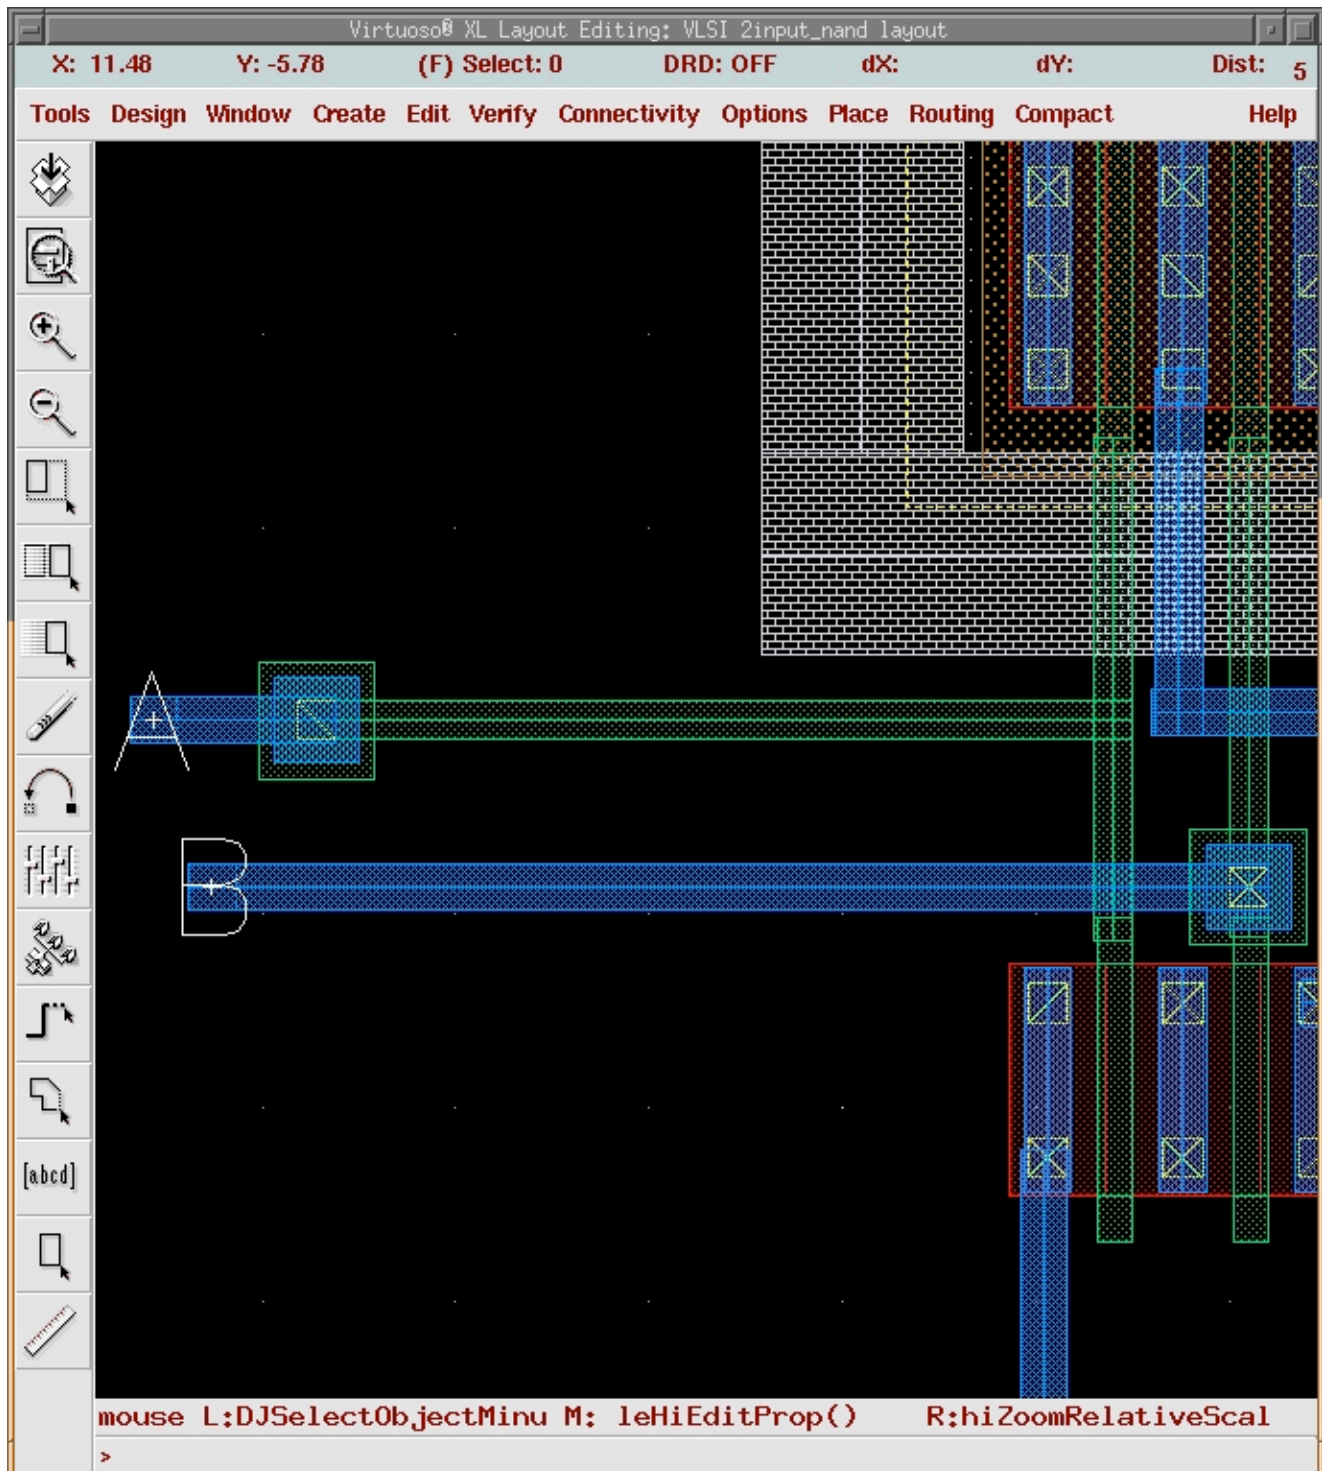 Virtuoso® XL Layout Editing: VLSI 2input_nand layout
X: 11.48 Y: -5.78 (F) Select: 0 DRD: OFF dX: dY: Dist: 5
Tools Design Window Create Edit Verify Connectivity Options Place Routing Compact Help
A
B
[abcd]
mouse L:DJSelectObjectMinu M: leHiEditProp() R:hiZoomRelativeScal
>